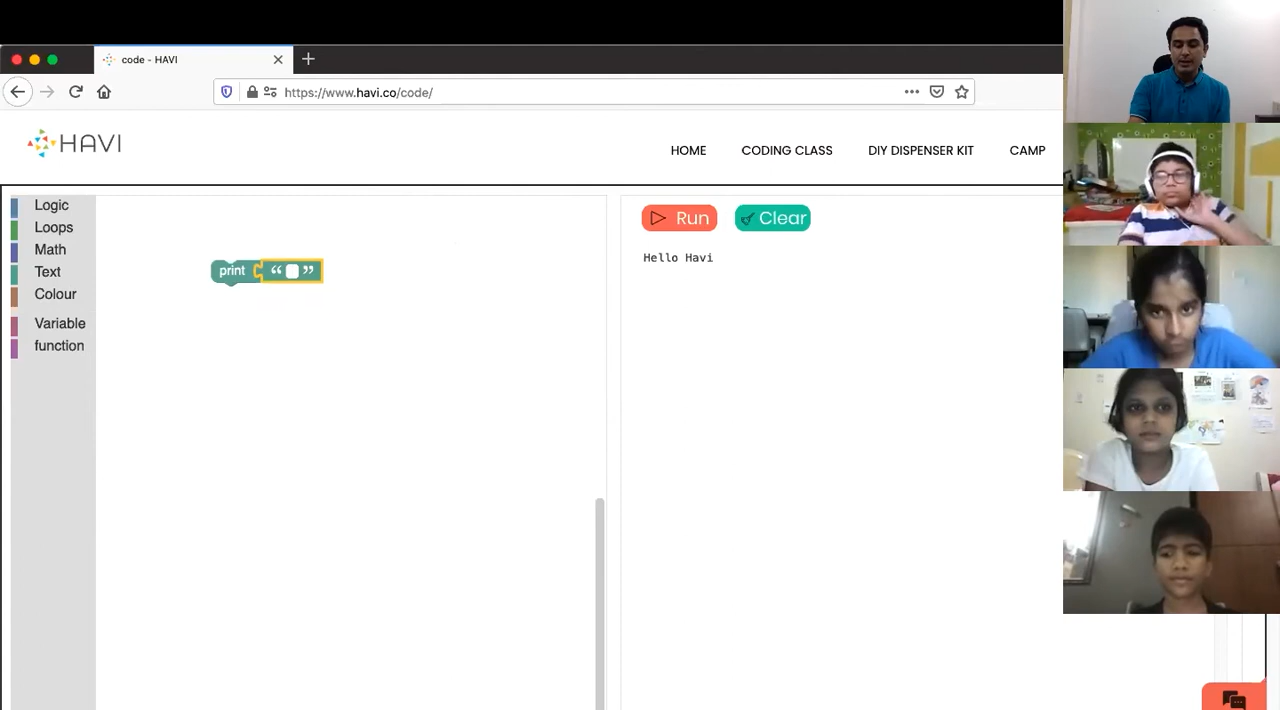 code - HAVI
https://www.havi.co/code/
HAVI
HOME CODING CLASS DIY DISPENSER KIT CAMP
Logic
Loops
Math
Text
Colour
Variable
function
print “ ”
Run Clear
Hello Havi